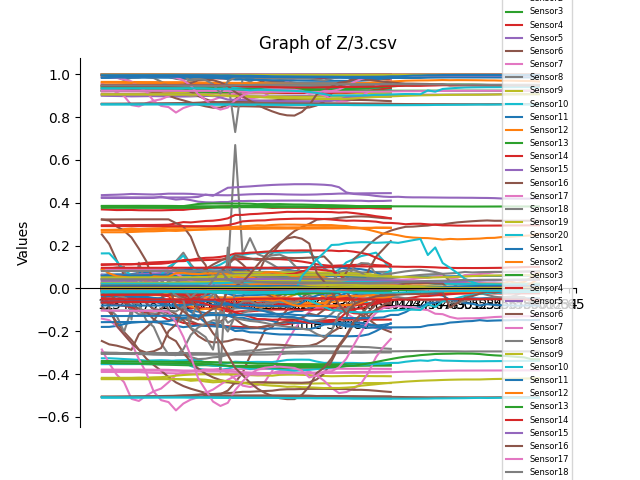 Graph of Z/3.csv
Values
1.0
0.8
0.6
0.4
0.2
0.0
−0.2
−0.4
−0.6
Sensor3
Sensor4
Sensor5
Sensor6
Sensor7
Sensor8
Sensor9
Sensor10
Sensor11
Sensor12
Sensor13
Sensor14
Sensor15
Sensor16
Sensor17
Sensor18
Sensor19
Sensor20
Sensor1
Sensor2
Sensor3
Sensor4
Sensor5
Sensor6
Sensor7
Sensor8
Sensor9
Sensor10
Sensor11
Sensor12
Sensor13
Sensor14
Sensor15
Sensor16
Sensor17
Sensor18